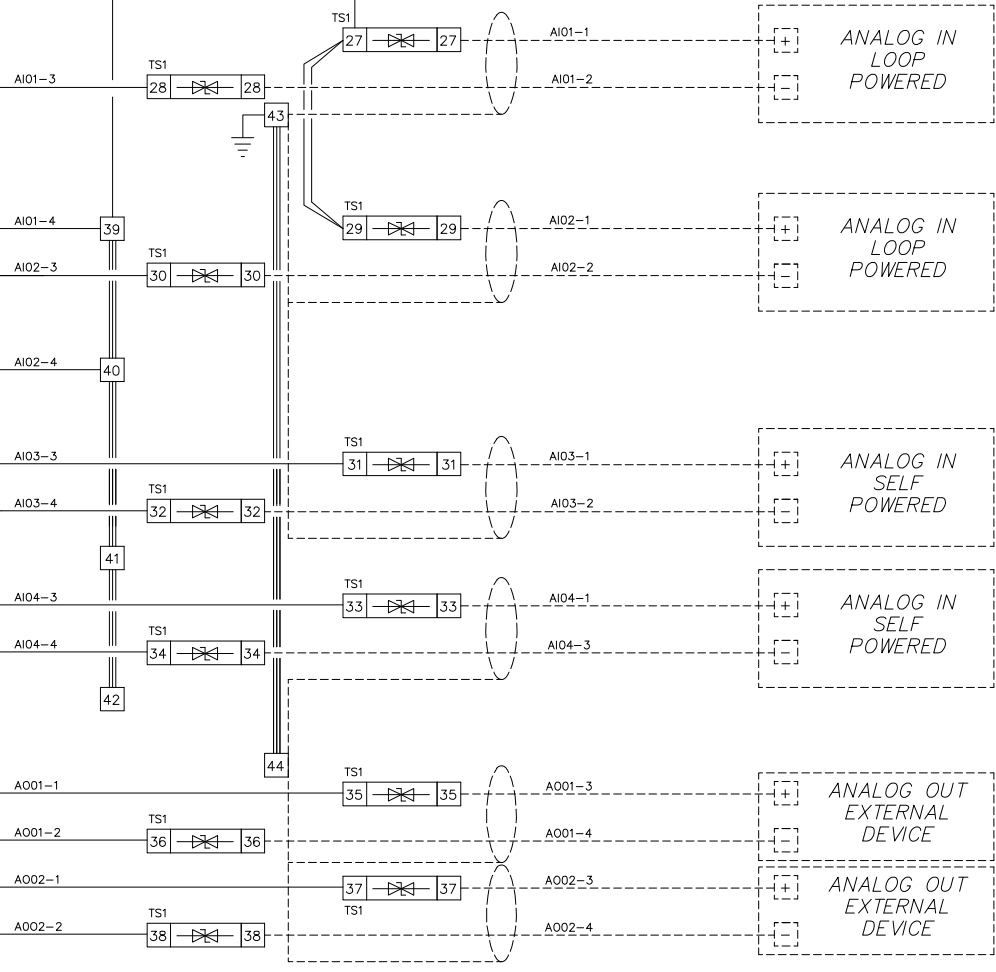 TS1
27 27 AI01-1 + ANALOG IN
LOOP
POWERED
TS1
AI01-3 28 28 AI01-2 −
43
TS1
AI01-4 39 29 29 AI02-1 + ANALOG IN
LOOP
POWERED
TS1
AI02-3 30 30 AI02-2 −
AI02-4 40
TS1
AI03-3 31 31 AI03-1 + ANALOG IN
SELF
POWERED
TS1
AI03-4 32 32 AI03-2 −
41
TS1
AI04-3 33 33 AI04-1 + ANALOG IN
SELF
POWERED
TS1
AI04-4 34 34 AI04-3 −
42
44
TS1
AO01-1 35 35 AO01-3 + ANALOG OUT
EXTERNAL
DEVICE
TS1
AO01-2 36 36 AO01-4 −
AO02-1 37 37 AO02-3 + ANALOG OUT
EXTERNAL
DEVICE
TS1
TS1
AO02-2 38 38 AO02-4 −